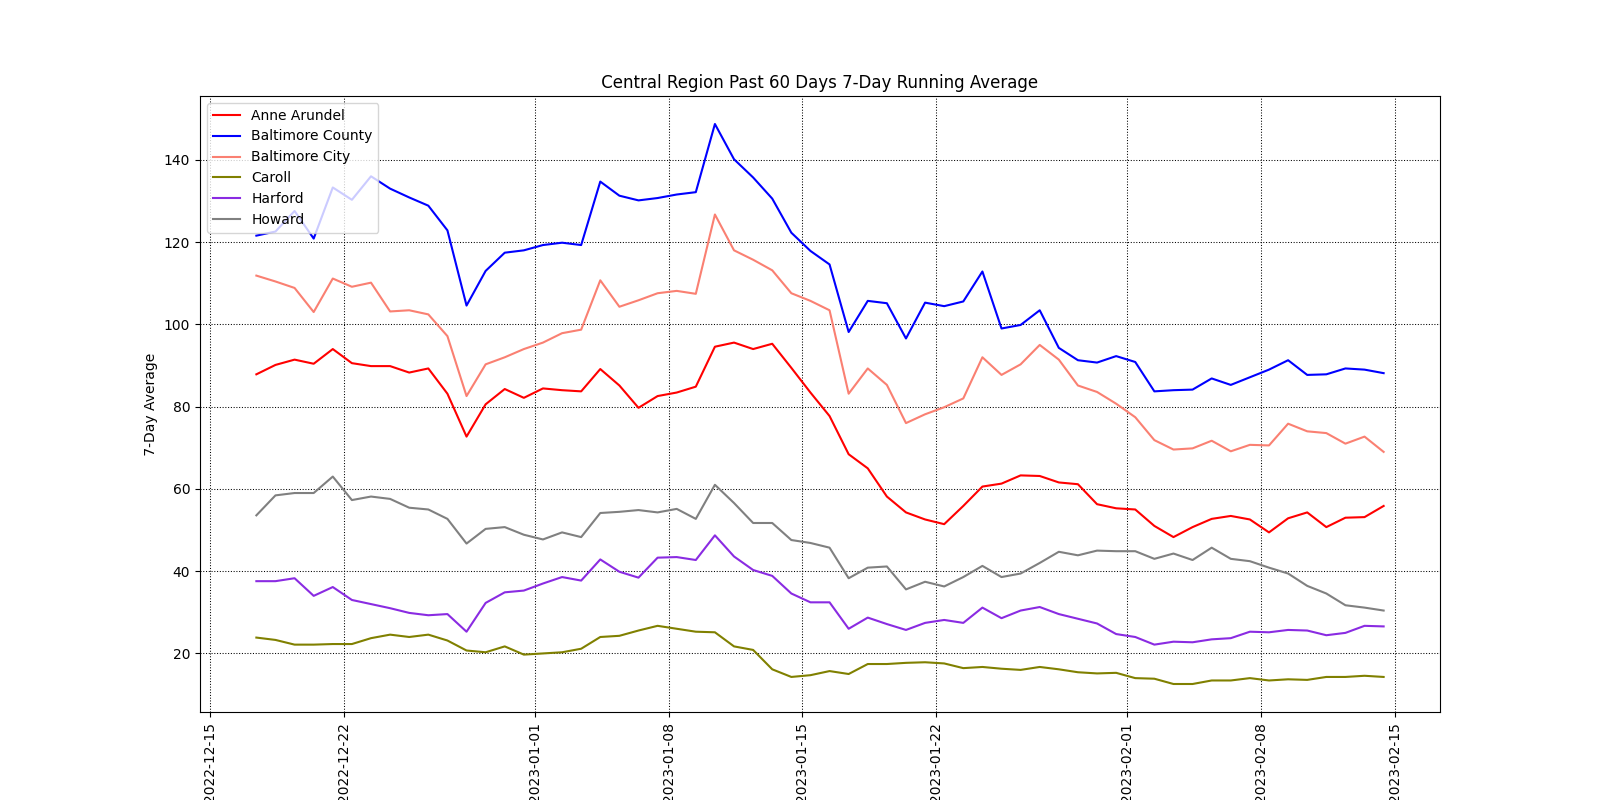 Central Region Past 60 Days 7-Day Running Average
Anne Arundel
Baltimore County
Baltimore City
Caroll
Harford
Howard
7-Day Average
140
120
100
80
60
40
20
2022-12-15
2022-12-22
2023-01-01
2023-01-08
2023-01-15
2023-01-22
2023-02-01
2023-02-08
2023-02-15